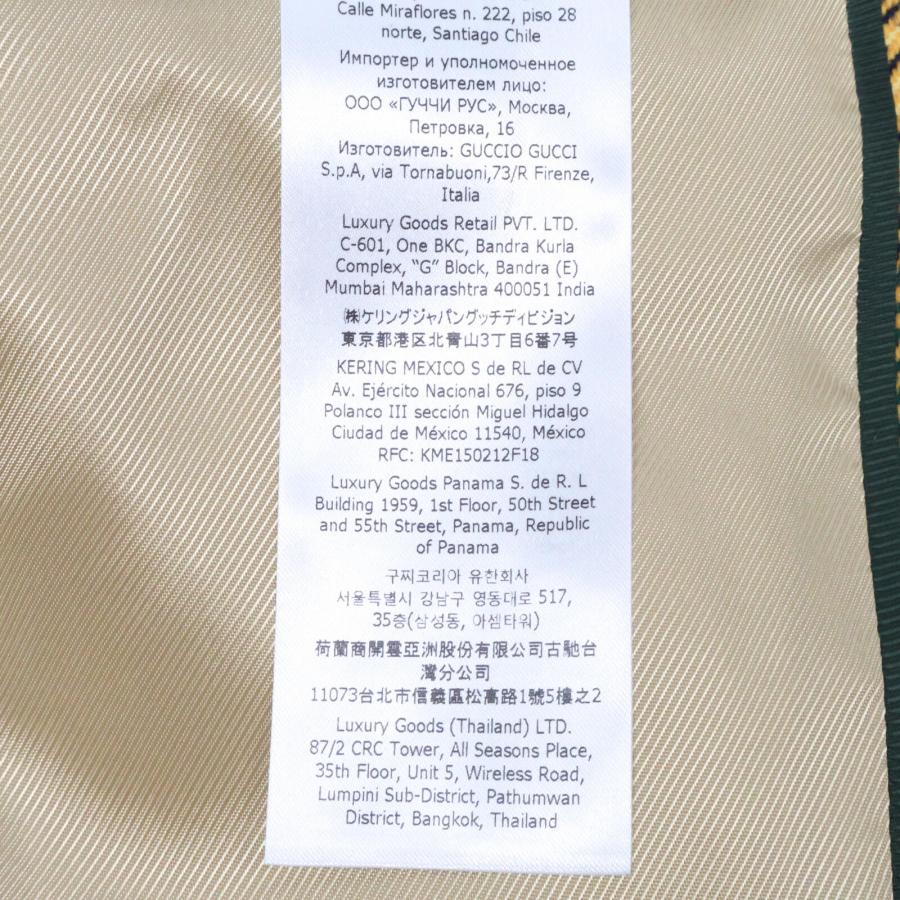 Calle Miraflores n. 222, piso 28
norte, Santiago Chile
Импортер и уполномоченное
изготовителем лицо:
ООО «ГУЧЧИ РУС», Москва,
Петровка, 16
Изготовитель: GUCCIO GUCCI
S.p.A, via Tornabuoni,73/R Firenze,
Italia
Luxury Goods Retail PVT. LTD.
C-601, One BKC, Bandra Kurla
Complex, “G” Block, Bandra (E)
Mumbai Maharashtra 400051 India
㈱ケリングジャパングッチディビジョン
東京都港区北青山3丁目6番7号
KERING MEXICO S de RL de CV
Av. Ejército Nacional 676, piso 9
Polanco III sección Miguel Hidalgo
Ciudad de México 11540, México
RFC: KME150212F18
Luxury Goods Panama S. de R. L
Building 1959, 1st Floor, 50th Street
and 55th Street, Panama, Republic
of Panama
구찌코리아 유한회사
서울특별시 강남구 영동대로 517,
35층(삼성동, 아셈타워)
荷蘭商開雲亞洲股份有限公司古馳台
灣分公司
11073台北市信義區松高路1號5樓之2
Luxury Goods (Thailand) LTD.
87/2 CRC Tower, All Seasons Place,
35th Floor, Unit 5, Wireless Road,
Lumpini Sub-District, Pathumwan
District, Bangkok, Thailand